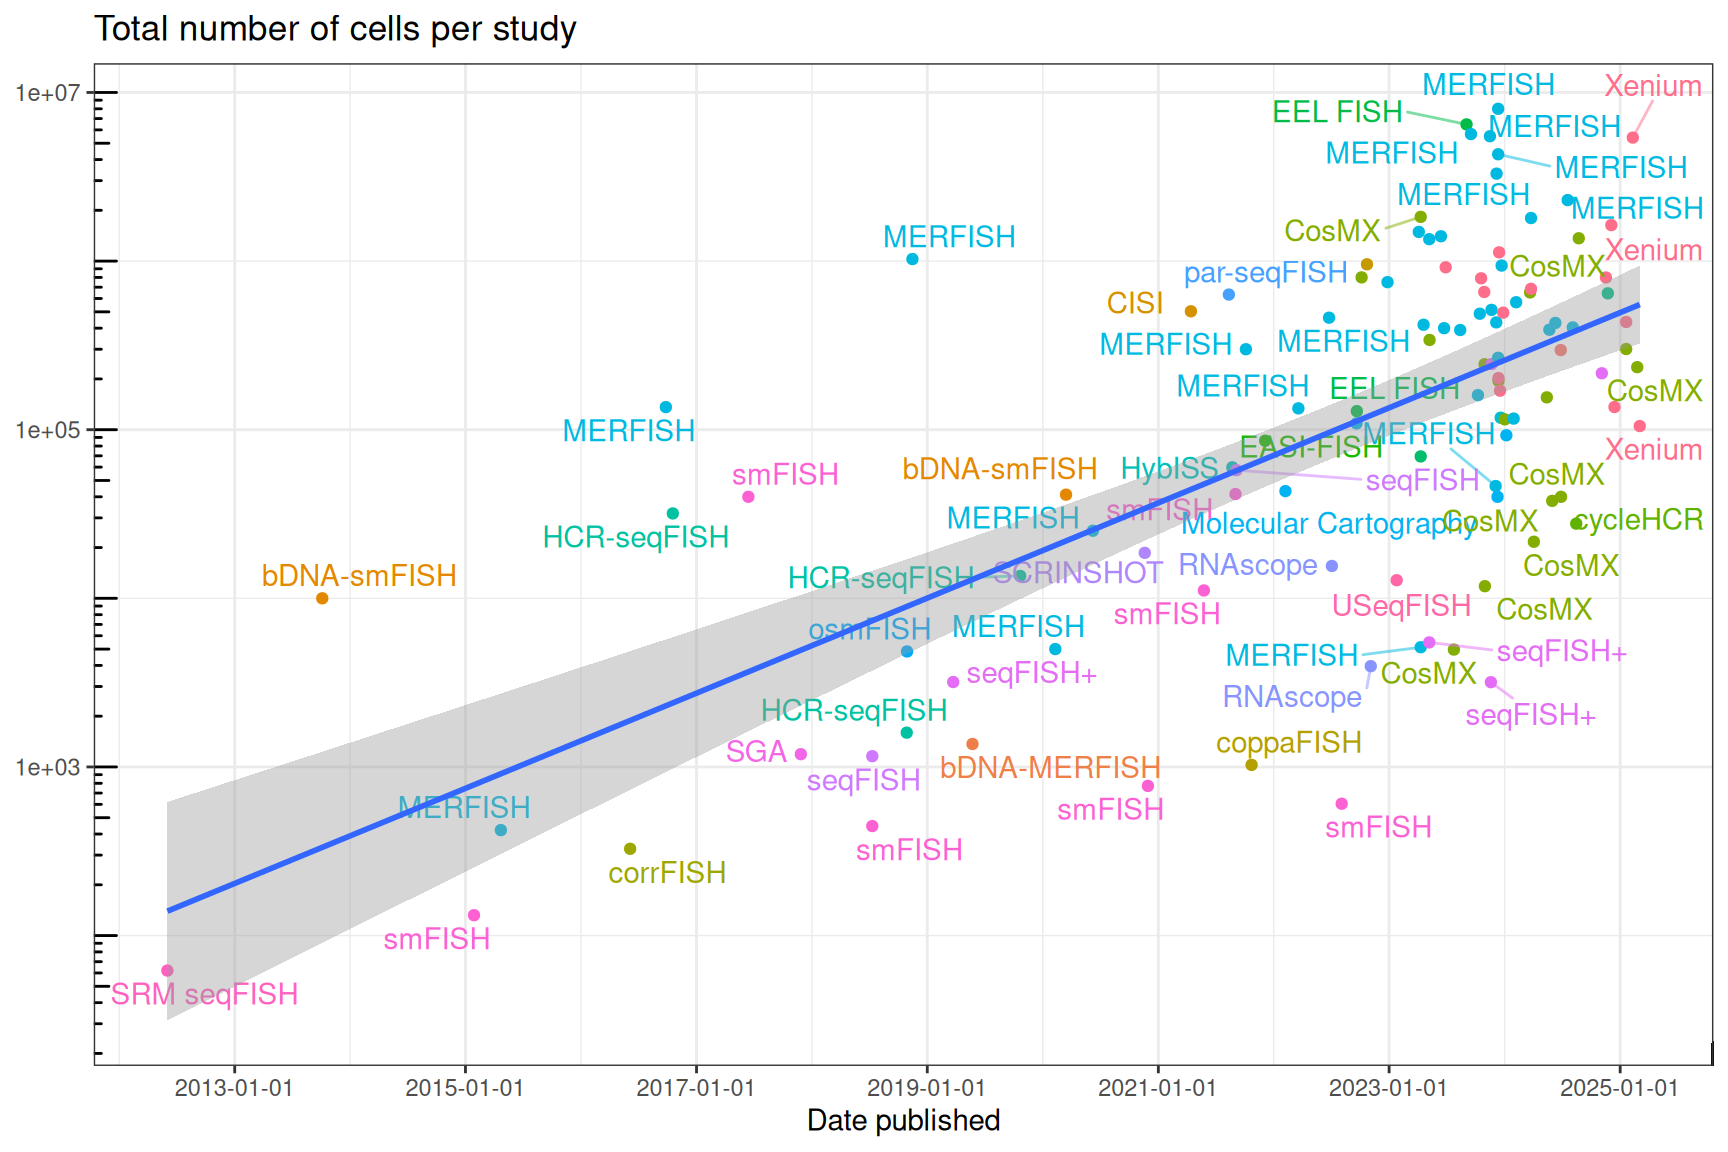 Total number of cells per study
1e+07
1e+05
1e+03
MERFISH
Xenium
EEL FISH
MERFISH
MERFISH
MERFISH
MERFISH
MERFISH
CosMX
MERFISH
Xenium
CosMX
par-seqFISH
CISI
MERFISH
MERFISH
MERFISH
EEL FISH
CosMX
MERFISH
MERFISH
EASI-FISH
Xenium
smFISH
bDNA-smFISH
HybISS
seqFISH
CosMX
smFISH
MERFISH
Molecular Cartography
CosMX
cycleHCR
HCR-seqFISH
bDNA-smFISH
HCR-seqFISH
SCRINSHOT
RNAscope
CosMX
smFISH
USeqFISH
CosMX
osmFISH
MERFISH
MERFISH
seqFISH+
seqFISH+
CosMX
RNAscope
HCR-seqFISH
seqFISH+
SGA
coppaFISH
seqFISH
bDNA-MERFISH
MERFISH
smFISH
smFISH
smFISH
corrFISH
smFISH
SRM seqFISH
2013-01-01
2015-01-01
2017-01-01
2019-01-01
2021-01-01
2023-01-01
2025-01-01
Date published